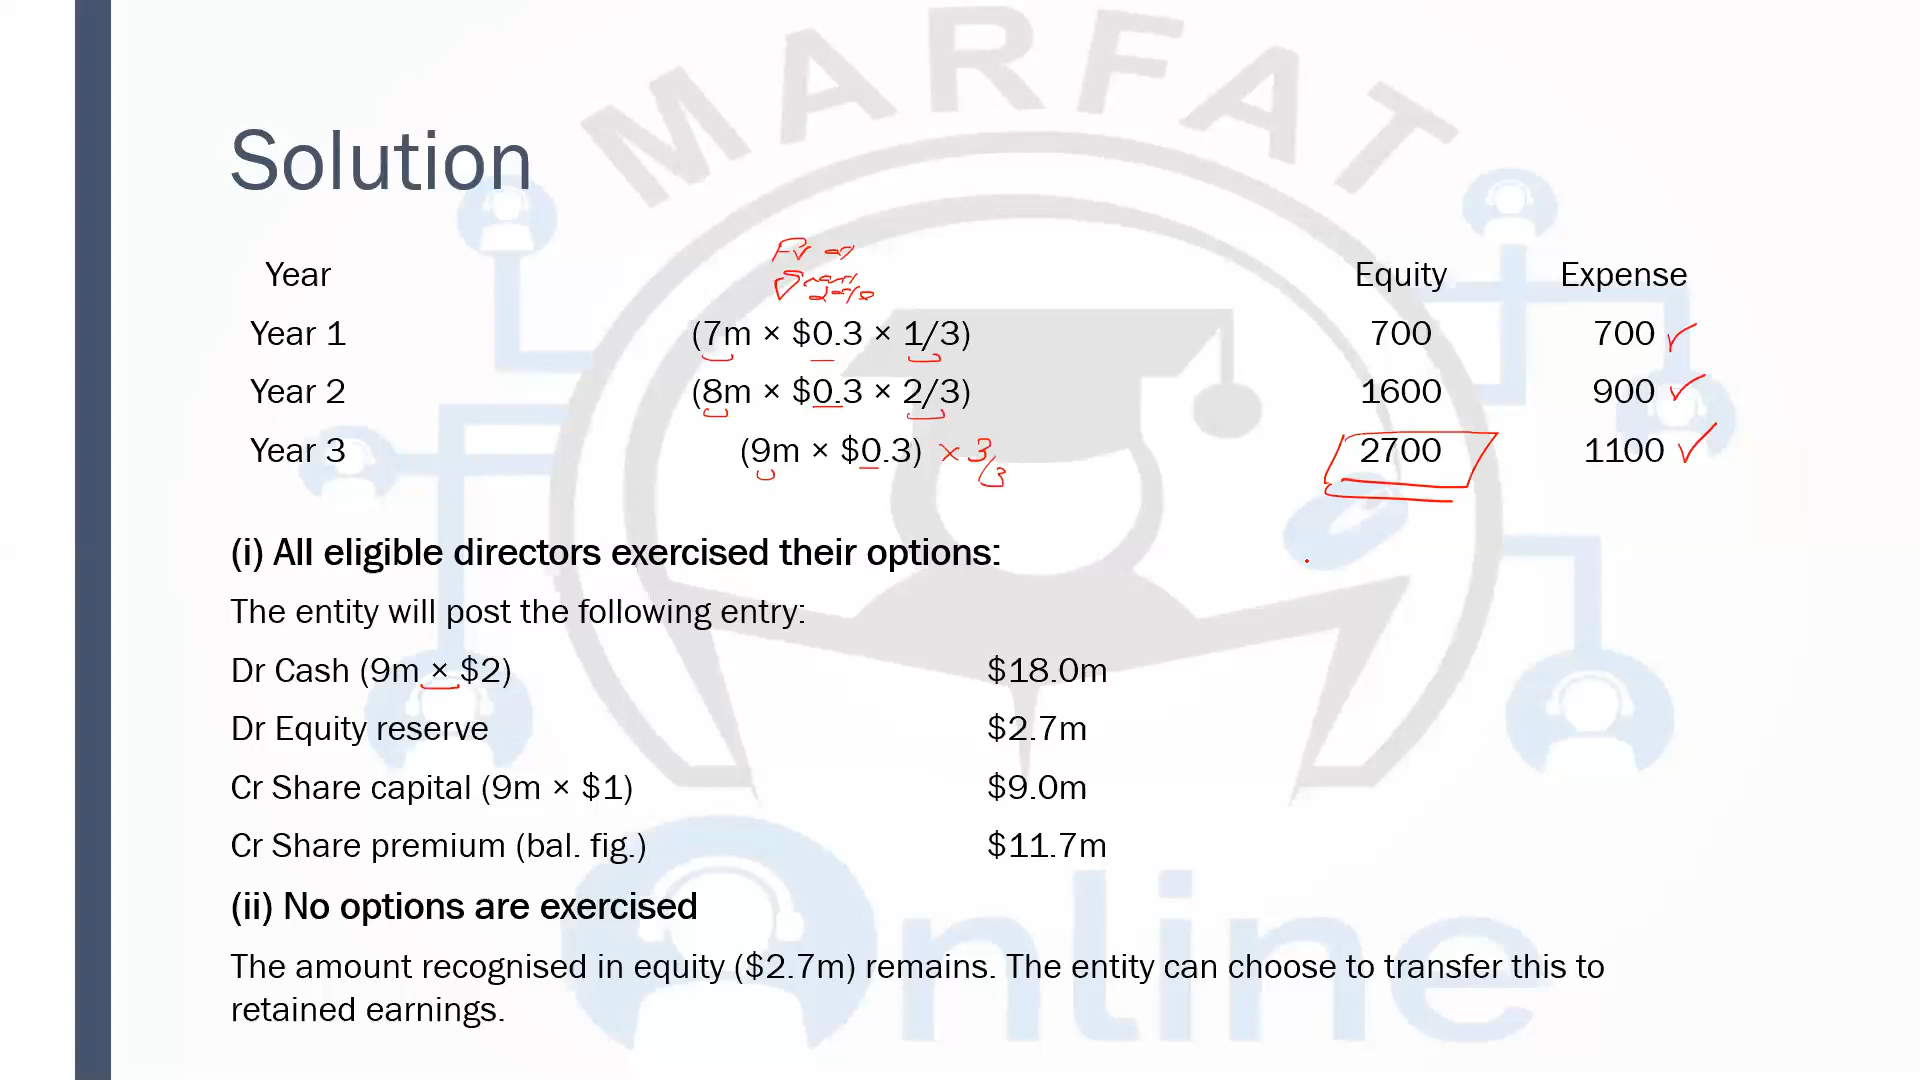 MARFAT
Solution
Year Equity Expense
Year 1 (7m × $0.3 × 1/3) 700 700
Year 2 (8m × $0.3 × 2/3) 1600 900
Year 3 (9m × $0.3) × 3/3 2700 1100
(i) All eligible directors exercised their options:
The entity will post the following entry:
Dr Cash (9m × $2) $18.0m
Dr Equity reserve $2.7m
Cr Share capital (9m × $1) $9.0m
Cr Share premium (bal. fig.) $11.7m
(ii) No options are exercised
The amount recognised in equity ($2.7m) remains. The entity can choose to transfer this to
retained earnings.
Online